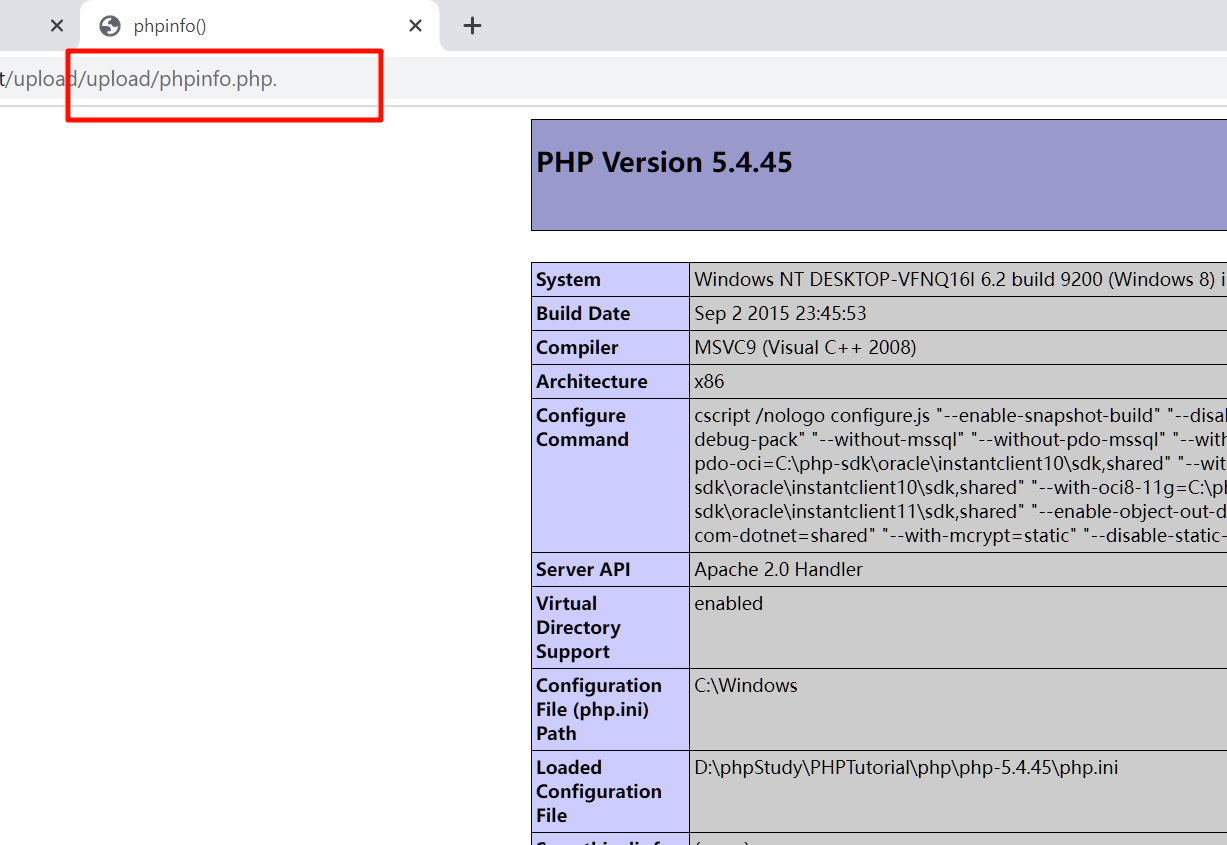 phpinfo()
t/upload/upload/phpinfo.php.
PHP Version 5.4.45
System Windows NT DESKTOP-VFNQ16I 6.2 build 9200 (Windows 8) i
Build Date Sep 2 2015 23:45:53
Compiler MSVC9 (Visual C++ 2008)
Architecture x86
Configure Command cscript /nologo configure.js "--enable-snapshot-build" "--disa
debug-pack" "--without-mssql" "--without-pdo-mssql" "--with
pdo-oci=C:\php-sdk\oracle\instantclient10\sdk,shared" "--wit
sdk\oracle\instantclient10\sdk,shared" "--with-oci8-11g=C:\ph
sdk\oracle\instantclient11\sdk,shared" "--enable-object-out-d
com-dotnet=shared" "--with-mcrypt=static" "--disable-static-
Server API Apache 2.0 Handler
Virtual enabled
Directory
Support
Configuration C:\Windows
File (php.ini)
Path
Loaded D:\phpStudy\PHPTutorial\php\php-5.4.45\php.ini
Configuration
File